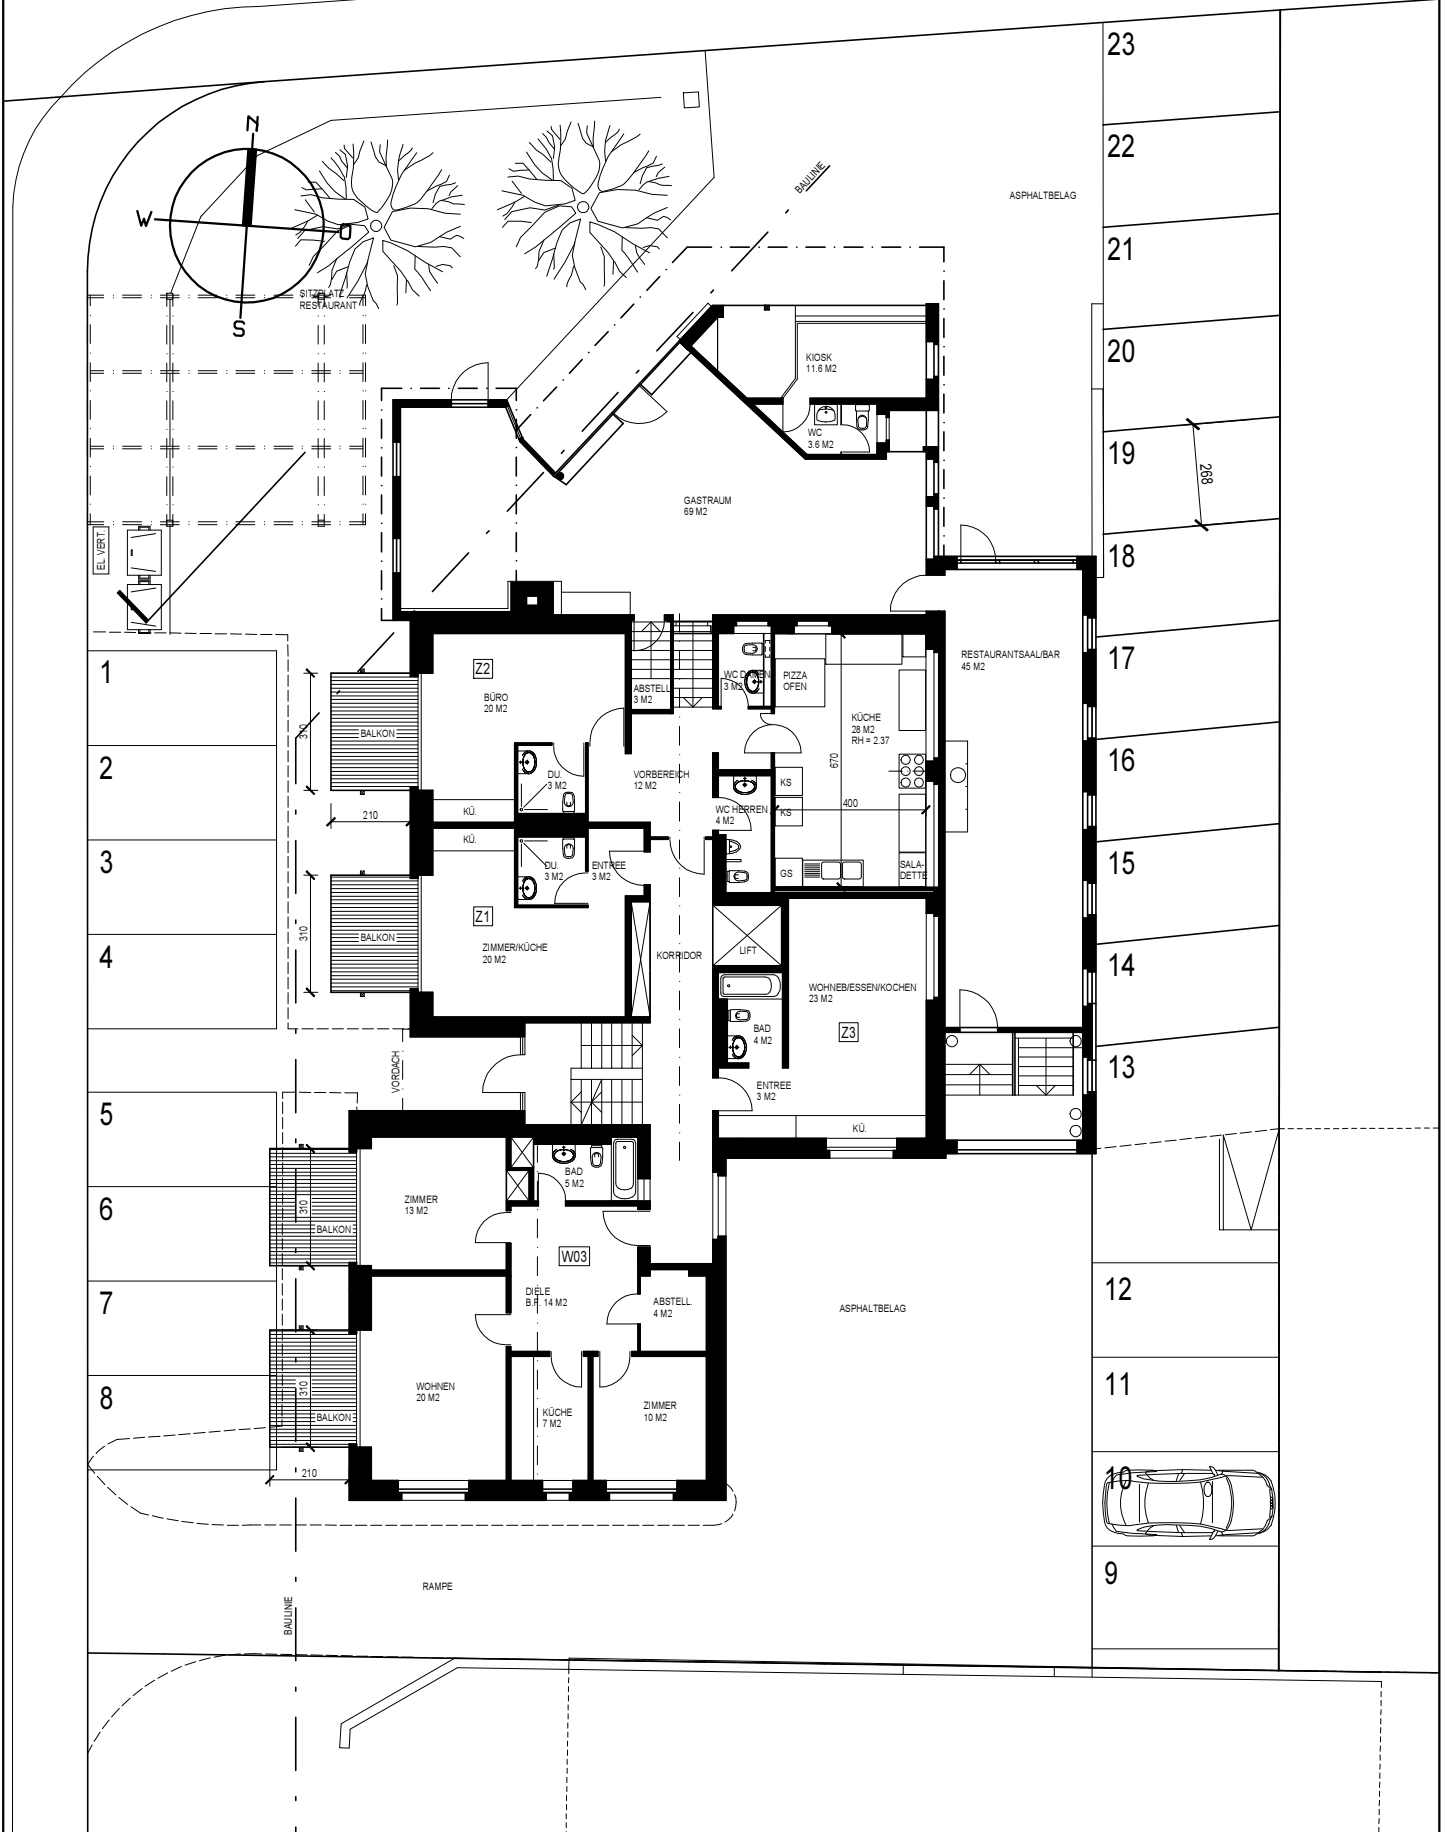 23
22
21
20
19
18
17
16
15
14
13
12
11
10
9
268
ASPHALTBELAG
BAULINIE
N
W
O
S
SITZPLATZ
RESTAURANT
EL VERT.
KIOSK
11.6 M2
WC
3.6 M2
GASTRAUM
69 M2
RESTAURANTSAAL/BAR
45 M2
1
2
3
4
5
6
7
8
Z2
BÜRO
20 M2
ABSTELL
3 M2
WC DAMEN
3 M2
PIZZA
OFEN
KÜCHE
28 M2
RH = 2.37
670
400
310
BALKON
210
DU.
3 M2
VORBEREICH
12 M2
KÜ.
KS
KS
WC HERREN
4 M2
GS
SALA-
DETTE
KÜ.
DU.
3 M2
ENTREE
3 M2
Z1
ZIMMER/KÜCHE
20 M2
310
BALKON
KORRIDOR
LIFT
WOHNEB/ESSEN/KOCHEN
23 M2
Z3
BAD
4 M2
ENTREE
3 M2
KÜ.
VORDACH
ZIMMER
13 M2
BAD
5 M2
310
BALKON
W03
DIELE
B.F. 14 M2
ABSTELL.
4 M2
ASPHALTBELAG
WOHNEN
20 M2
KÜCHE
7 M2
ZIMMER
10 M2
310
BALKON
210
RAMPE
BAULINIE